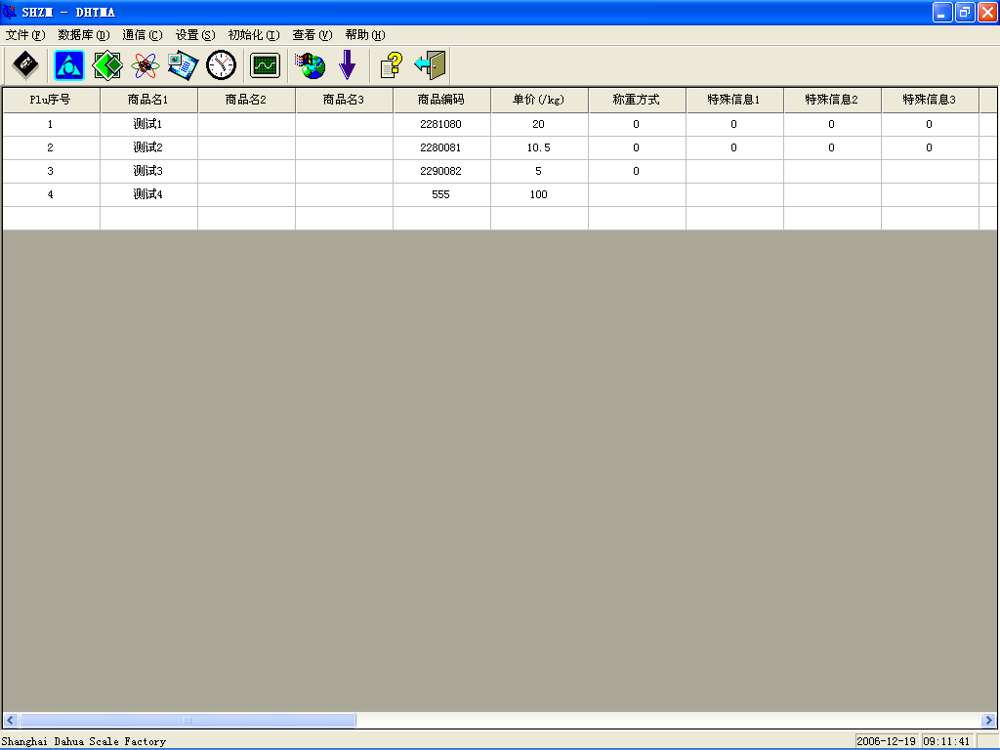 SHZM - DHTMA
文件(F) 数据库(D) 通信(C) 设置(S) 初始化(I) 查看(V) 帮助(H)
Plu序号 商品名1 商品名2 商品名3 商品编码 单价(/kg) 称重方式 特殊信息1 特殊信息2 特殊信息3
1 测试1 2281080 20 0 0 0 0
2 测试2 2280081 10.5 0 0 0 0
3 测试3 2290082 5 0
4 测试4 555 100
Shanghai Dahua Scale Factory 2006-12-19 09:11:41